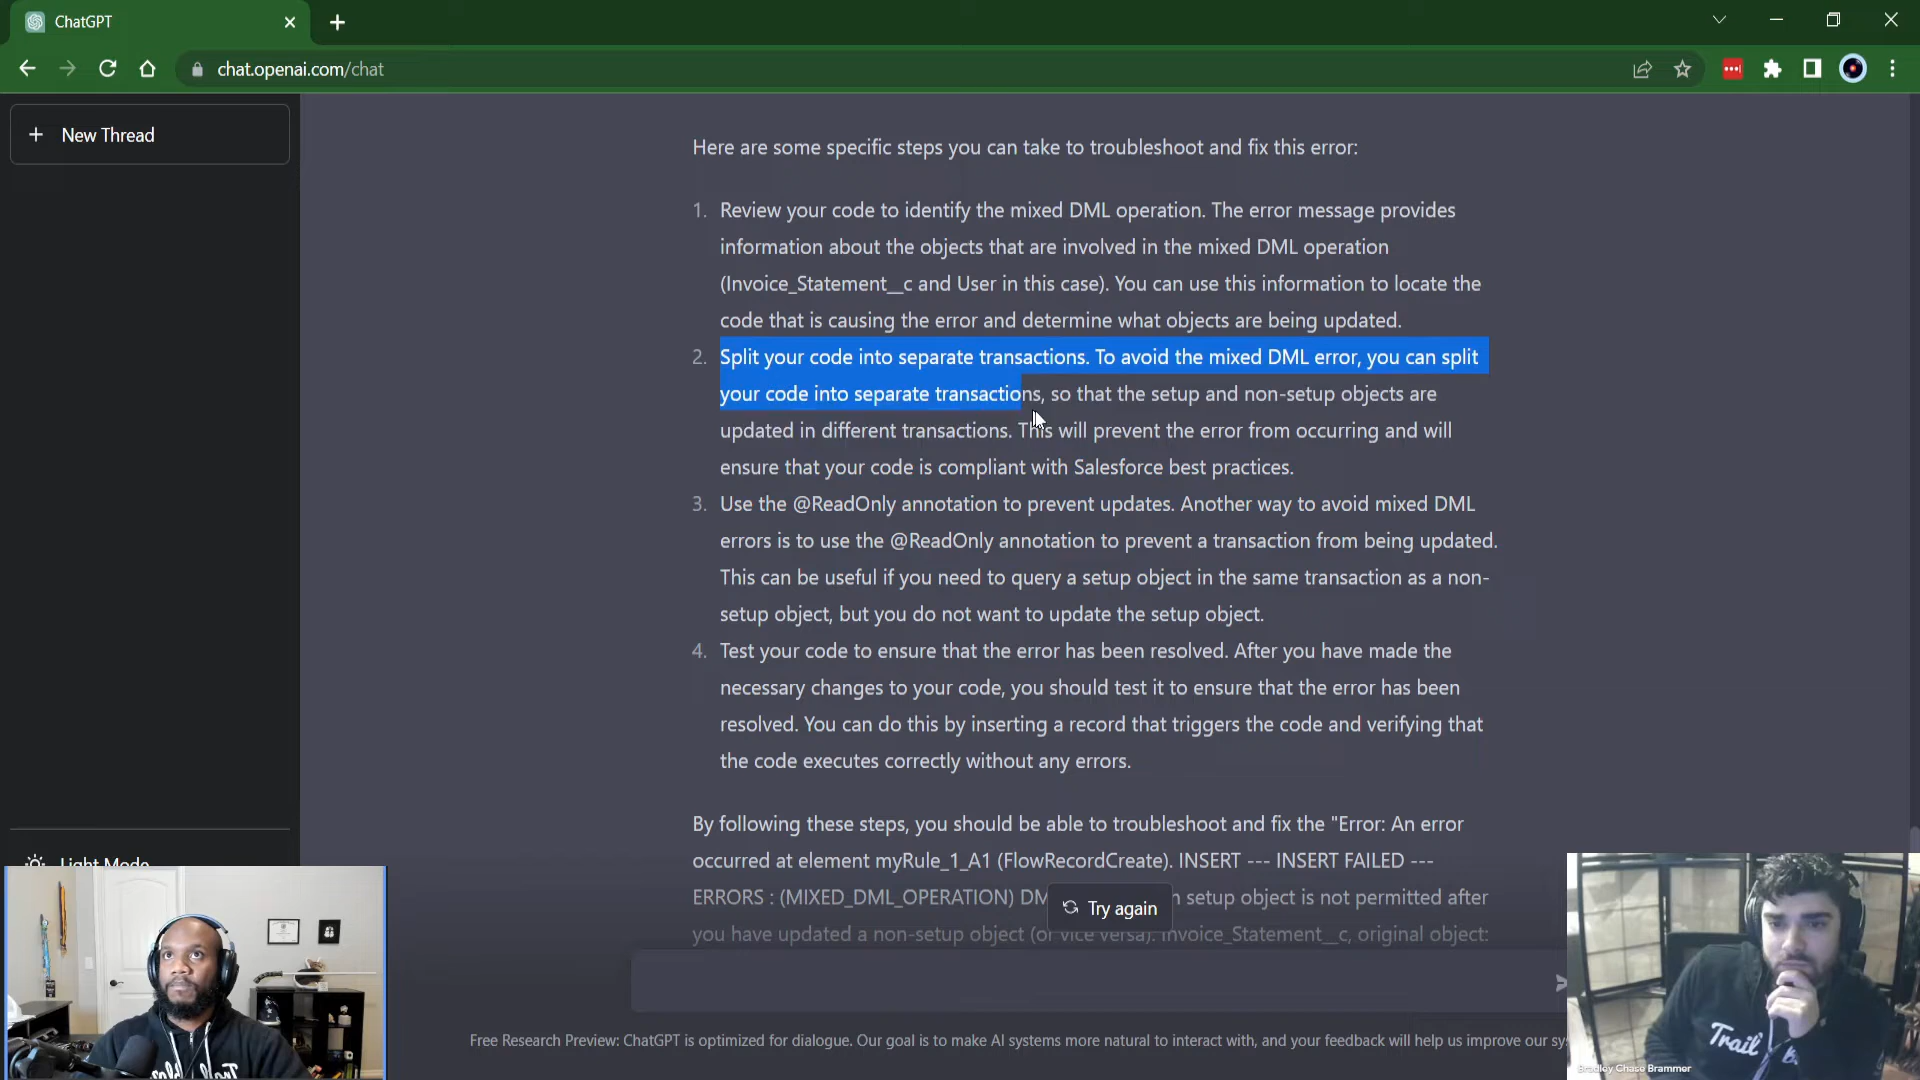 ChatGPT
chat.openai.com/chat
New Thread
Here are some specific steps you can take to troubleshoot and fix this error:
1. Review your code to identify the mixed DML operation. The error message provides
information about the objects that are involved in the mixed DML operation
(Invoice_Statement__c and User in this case). You can use this information to locate the
code that is causing the error and determine what objects are being updated.
2. Split your code into separate transactions. To avoid the mixed DML error, you can split
your code into separate transactions, so that the setup and non-setup objects are
updated in different transactions. This will prevent the error from occurring and will
ensure that your code is compliant with Salesforce best practices.
3. Use the @ReadOnly annotation to prevent updates. Another way to avoid mixed DML
errors is to use the @ReadOnly annotation to prevent a transaction from being updated.
This can be useful if you need to query a setup object in the same transaction as a non-
setup object, but you do not want to update the setup object.
4. Test your code to ensure that the error has been resolved. After you have made the
necessary changes to your code, you should test it to ensure that the error has been
resolved. You can do this by inserting a record that triggers the code and verifying that
the code executes correctly without any errors.
By following these steps, you should be able to troubleshoot and fix the "Error: An error
occurred at element myRule_1_A1 (FlowRecordCreate). INSERT --- INSERT FAILED ---
ERRORS : (MIXED_DML_OPERATION) setup object is not permitted after
you have updated a non-setup object (or vice versa): Invoice_Statement__c, original object:
Try again
Light Mode
Free Research Preview: ChatGPT is optimized for dialogue. Our goal is to make AI systems more natural to interact with, and your feedback will help us improve our
Trail
Bradley Chase Brammer